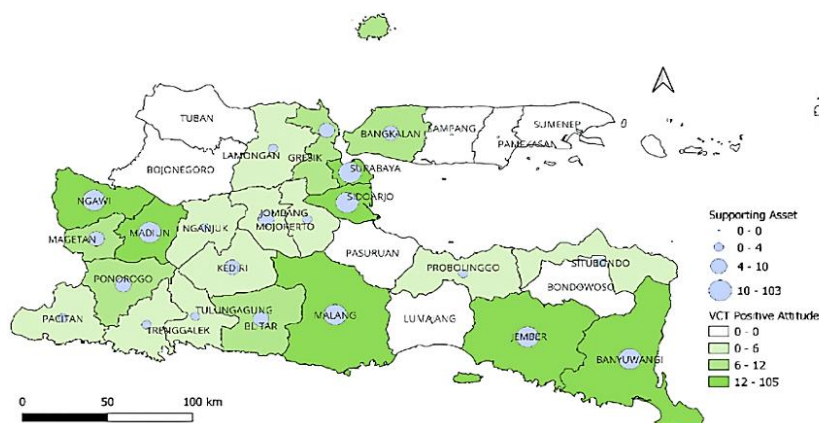 TUBAN
BANGKALAN
SAMPANG
SUMENEP
PAMEKASAN
LAMONGAN
GRESIK
BOJONEGORO
SURABAYA
NGAWI
SIDOARJO
JOMBANG
MADIUN
NGANJUK
MOJOKERTO
MAGETAN
PASURUAN
SITUBONDO
KEDIRI
PROBOLINGGO
PONOROGO
BONDOWOSO
TULUNGAGUNG
PACITAN
MALANG
LUMAJANG
TRENGGALEK
BLITAR
JEMBER
BANYUWANGI
Supporting Asset
0 - 0
0 - 4
4 - 10
10 - 103
VCT Positive Attitude
0 - 0
0 - 6
6 - 12
12 - 105
0 50 100 km